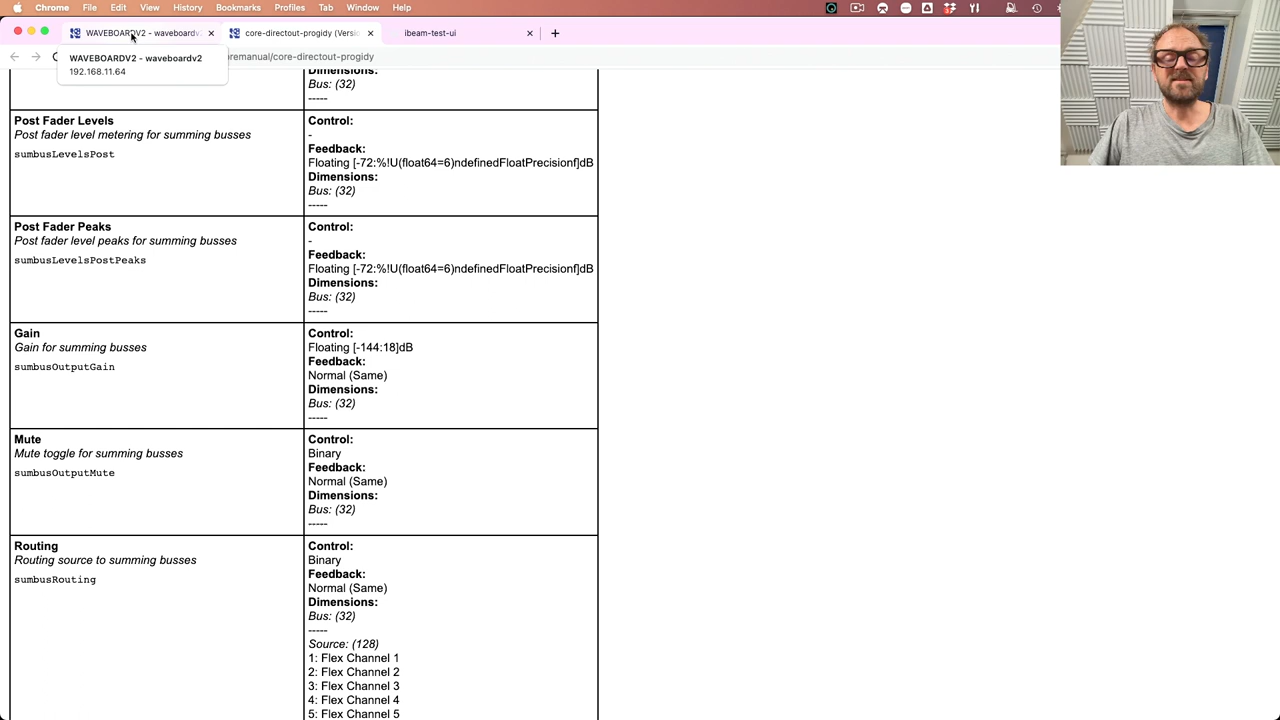 Chrome File Edit View History Bookmarks Profiles Tab Window Help
WAVEBOARDV2 - waveboardv
core-directout-progidy (Versio
ibeam-test-ui
WAVEBOARDV2 - waveboardv2
192.168.11.64
remanual/core-directout-progidy
Dimensions:
Bus: (32)
-----
Post Fader Levels
Post fader level metering for summing busses
sumbusLevelsPost
Control:
-
Feedback:
Floating [-72:%!U(float64=6)ndefinedFloatPrecisionf]dB
Dimensions:
Bus: (32)
-----
Post Fader Peaks
Post fader level peaks for summing busses
sumbusLevelsPostPeaks
Control:
-
Feedback:
Floating [-72:%!U(float64=6)ndefinedFloatPrecisionf]dB
Dimensions:
Bus: (32)
-----
Gain
Gain for summing busses
sumbusOutputGain
Control:
Floating [-144:18]dB
Feedback:
Normal (Same)
Dimensions:
Bus: (32)
-----
Mute
Mute toggle for summing busses
sumbusOutputMute
Control:
Binary
Feedback:
Normal (Same)
Dimensions:
Bus: (32)
-----
Routing
Routing source to summing busses
sumbusRouting
Control:
Binary
Feedback:
Normal (Same)
Dimensions:
Bus: (32)
-----
Source: (128)
1: Flex Channel 1
2: Flex Channel 2
3: Flex Channel 3
4: Flex Channel 4
5: Flex Channel 5